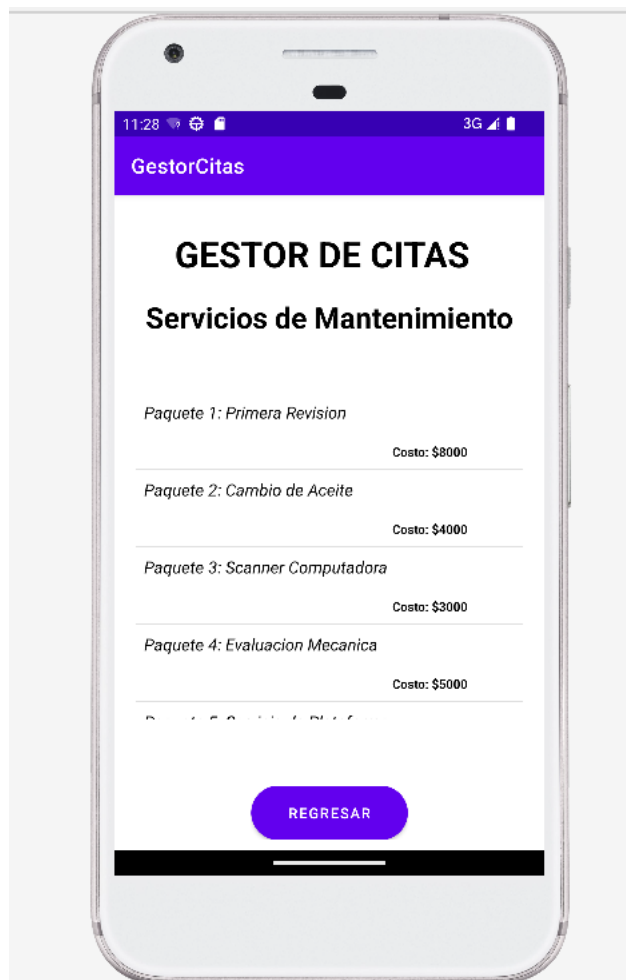 11:28 3G
GestorCitas
GESTOR DE CITAS
Servicios de Mantenimiento
Paquete 1: Primera Revision
Costo: $8000
Paquete 2: Cambio de Aceite
Costo: $4000
Paquete 3: Scanner Computadora
Costo: $3000
Paquete 4: Evaluacion Mecanica
Costo: $5000
REGRESAR